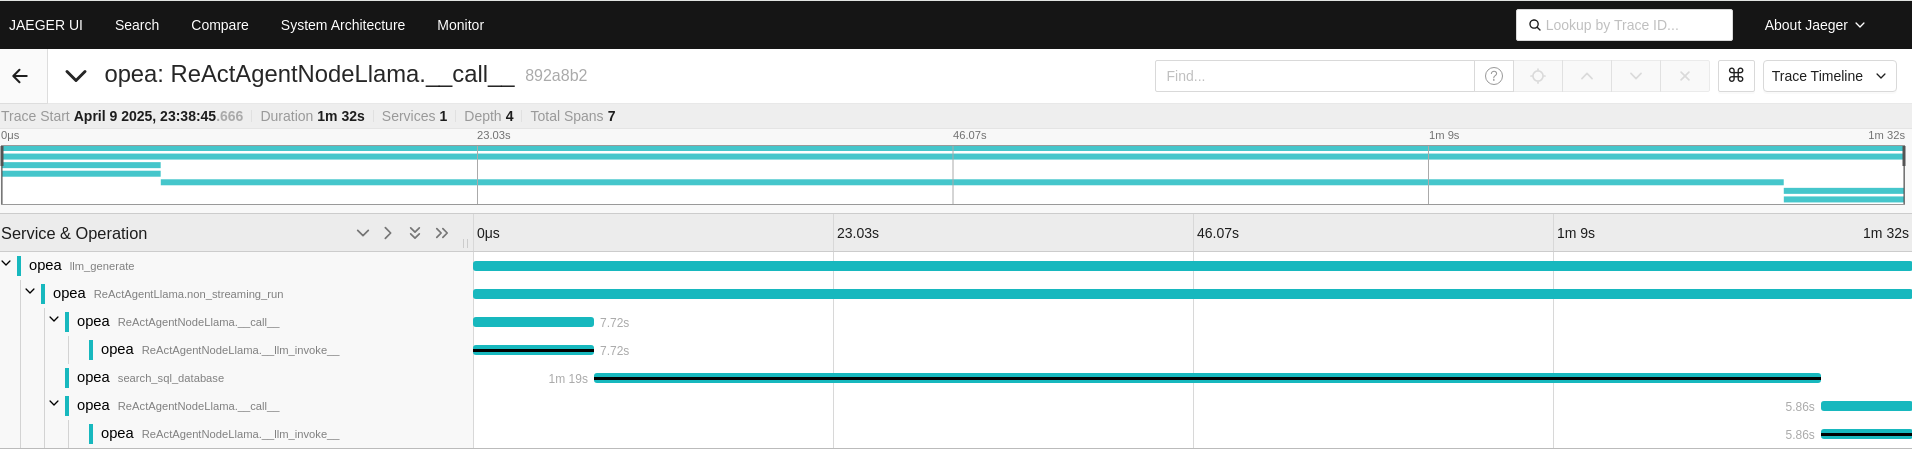 JAEGER UI Search Compare System Architecture Monitor Lookup by Trace ID... About Jaeger
opea: ReActAgentNodeLlama.__call__ 892a8b2 Find... ? ⌘ Trace Timeline
Trace Start April 9 2025, 23:38:45.666 Duration 1m 32s Services 1 Depth 4 Total Spans 7
0μs 23.03s 46.07s 1m 9s 1m 32s
Service & Operation 0μs 23.03s 46.07s 1m 9s 1m 32s
opea llm_generate
opea ReActAgentLlama.non_streaming_run
opea ReActAgentNodeLlama.__call__ 7.72s
opea ReActAgentNodeLlama.__llm_invoke__ 7.72s
opea search_sql_database 1m 19s
opea ReActAgentNodeLlama.__call__ 5.86s
opea ReActAgentNodeLlama.__llm_invoke__ 5.86s